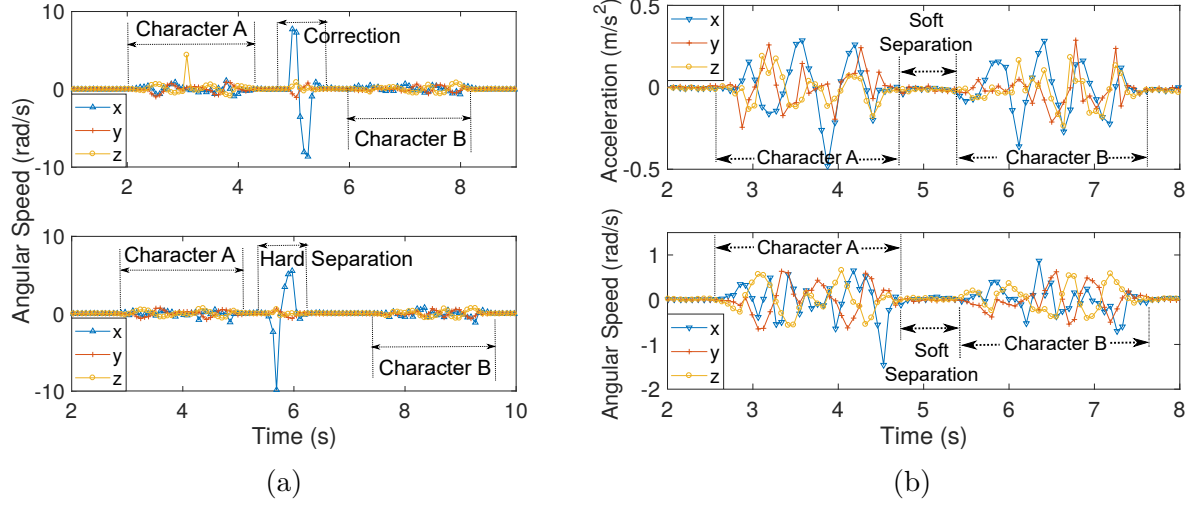 Angular Speed (rad/s)
10
0
-10
Character A
Correction
Character B
x
y
z
2
4
6
8
10
0
-10
Character A
Hard Separation
Character B
x
y
z
2
4
6
8
10
Time (s)
(a)
Acceleration (m/s²)
0.5
0
-0.5
x
y
z
Soft
Separation
Character A
Character B
2
3
4
5
6
7
8
Angular Speed (rad/s)
1
0
-1
-2
Character A
x
y
z
Soft
Separation
Character B
2
3
4
5
6
7
8
Time (s)
(b)